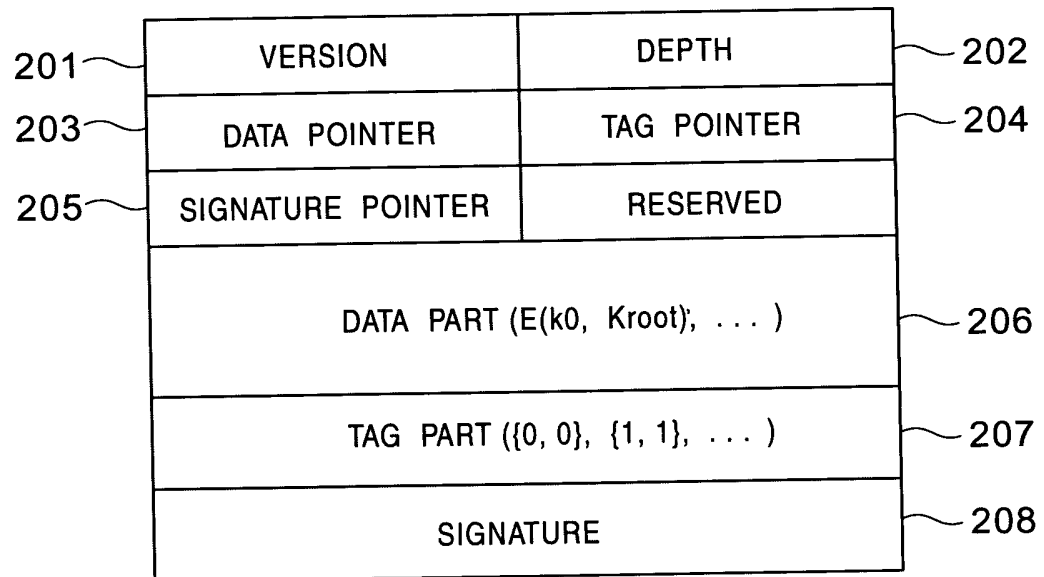 201 VERSION DEPTH 202
203 DATA POINTER TAG POINTER 204
205 SIGNATURE POINTER RESERVED
DATA PART (E(k0, Kroot), . . . ) 206
TAG PART ({0, 0}, {1, 1}, . . . ) 207
SIGNATURE 208